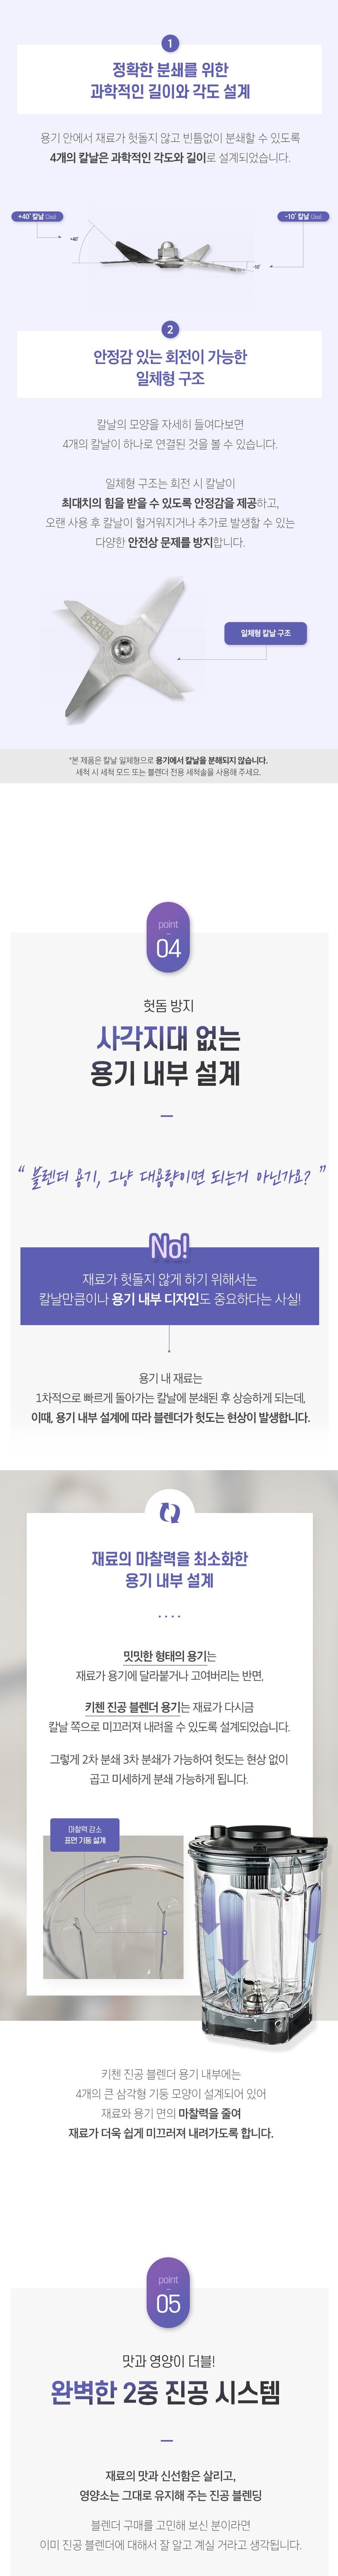 1
정확한 분쇄를 위한
과학적인 길이와 각도 설계
용기 안에서 재료가 헛돌지 않고 빈틈없이 분쇄할 수 있도록
4개의 칼날은 과학적인 각도와 길이로 설계되었습니다.
+40˚ 칼날 (2ea)
-10˚ 칼날 (2ea)
+40˚
-10˚
2
안정감 있는 회전이 가능한
일체형 구조
칼날의 모양을 자세히 들여다보면
4개의 칼날이 하나로 연결된 것을 볼 수 있습니다.
일체형 구조는 회전 시 칼날이
최대치의 힘을 받을 수 있도록 안정감을 제공하고,
오랜 사용 후 칼날이 헐거워지거나 추가로 발생할 수 있는
다양한 안전상 문제를 방지합니다.
일체형 칼날 구조
*본 제품은 칼날 일체형으로 용기에서 칼날을 분해되지 않습니다.
세척 시 세척 모드 또는 블렌더 전용 세척솔을 사용해 주세요.
point
04
헛돔 방지
사각지대 없는
용기 내부 설계
“ 블렌더 용기, 그냥 대용량이면 되는거 아닌가요? ”
No!
재료가 헛돌지 않게 하기 위해서는
칼날만큼이나 용기 내부 디자인도 중요하다는 사실!
용기 내 재료는
1차적으로 빠르게 돌아가는 칼날에 분쇄된 후 상승하게 되는데,
이때, 용기 내부 설계에 따라 블렌더가 헛도는 현상이 발생합니다.
재료의 마찰력을 최소화한
용기 내부 설계
밋밋한 형태의 용기는
재료가 용기에 달라붙거나 고여버리는 반면,
키첸 진공 블렌더 용기는 재료가 다시금
칼날 쪽으로 미끄러져 내려올 수 있도록 설계되었습니다.
그렇게 2차 분쇄 3차 분쇄가 가능하여 헛도는 현상 없이
곱고 미세하게 분쇄 가능하게 됩니다.
마찰력 감소
표면 기둥 설계
키첸 진공 블렌더 용기 내부에는
4개의 큰 삼각형 기둥 모양이 설계되어 있어
재료와 용기 면의 마찰력을 줄여
재료가 더욱 쉽게 미끄러져 내려가도록 합니다.
point
05
맛과 영양이 더블!
완벽한 2중 진공 시스템
재료의 맛과 신선함은 살리고,
영양소는 그대로 유지해 주는 진공 블렌딩
블렌더 구매를 고민해 보신 분이라면
이미 진공 블렌더에 대해서 잘 알고 계실 거라고 생각됩니다.